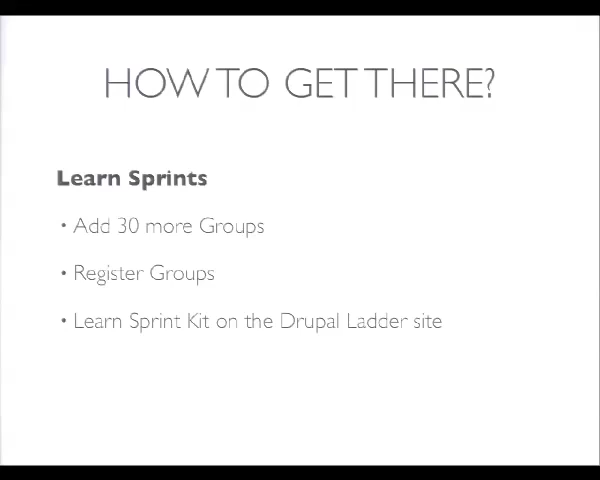 HOW TO GET THERE?
Learn Sprints
• Add 30 more Groups
• Register Groups
• Learn Sprint Kit on the Drupal Ladder site